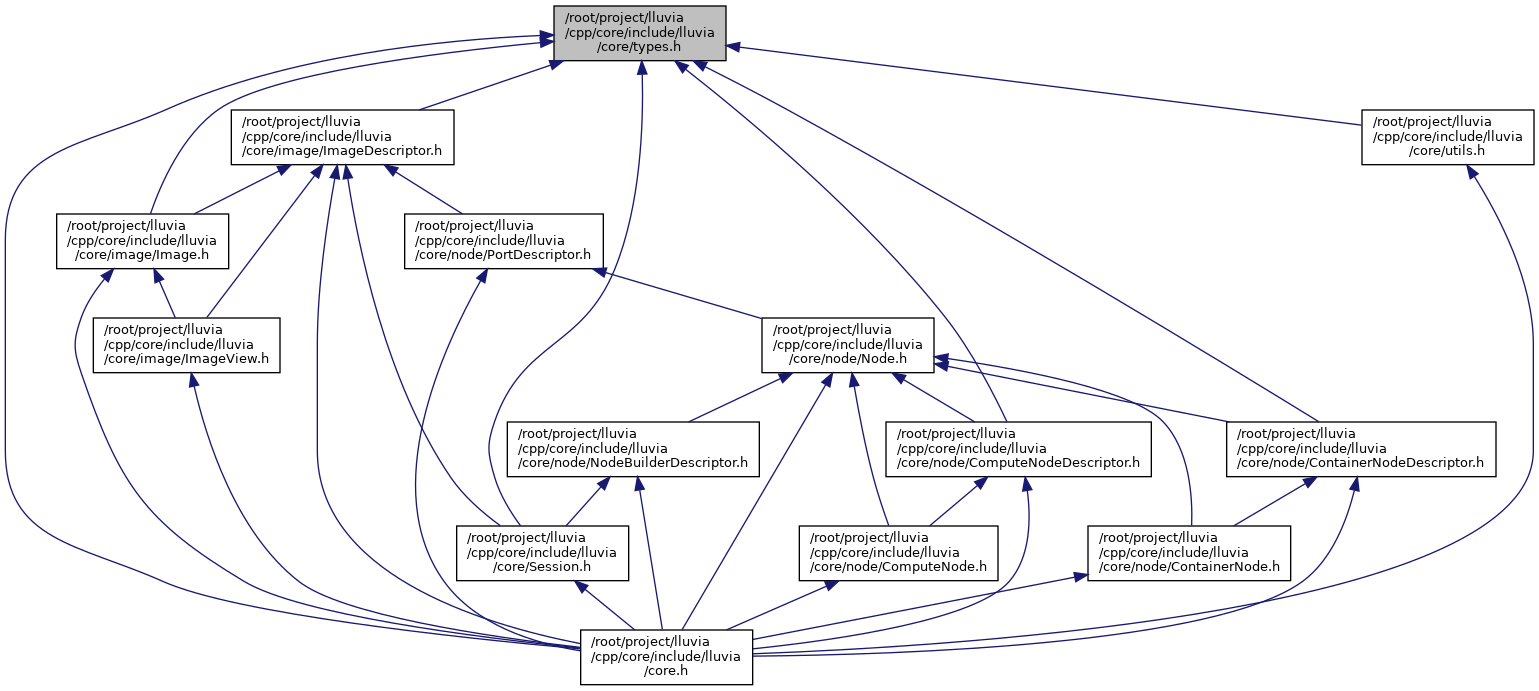 /root/project/lluvia
/cpp/core/include/lluvia
/core/types.h
/root/project/lluvia
/cpp/core/include/lluvia
/core/image/ImageDescriptor.h
/root/project/lluvia
/cpp/core/include/lluvia
/core/utils.h
/root/project/lluvia
/cpp/core/include/lluvia
/core/image/Image.h
/root/project/lluvia
/cpp/core/include/lluvia
/core/node/PortDescriptor.h
/root/project/lluvia
/cpp/core/include/lluvia
/core/image/ImageView.h
/root/project/lluvia
/cpp/core/include/lluvia
/core/node/Node.h
/root/project/lluvia
/cpp/core/include/lluvia
/core/node/NodeBuilderDescriptor.h
/root/project/lluvia
/cpp/core/include/lluvia
/core/node/ComputeNodeDescriptor.h
/root/project/lluvia
/cpp/core/include/lluvia
/core/node/ContainerNodeDescriptor.h
/root/project/lluvia
/cpp/core/include/lluvia
/core/Session.h
/root/project/lluvia
/cpp/core/include/lluvia
/core/node/ComputeNode.h
/root/project/lluvia
/cpp/core/include/lluvia
/core/node/ContainerNode.h
/root/project/lluvia
/cpp/core/include/lluvia
/core.h